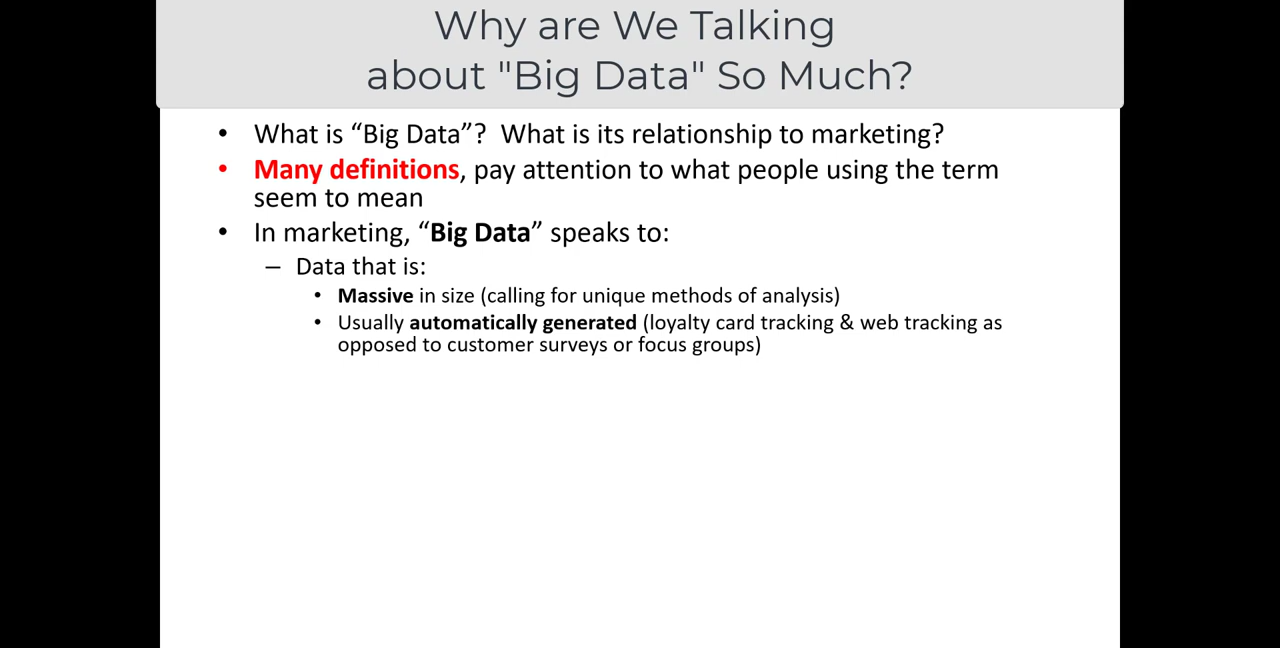 Why are We Talking
about "Big Data" So Much?
• What is “Big Data”?  What is its relationship to marketing?
• Many definitions, pay attention to what people using the term
seem to mean
• In marketing, “Big Data” speaks to:
– Data that is:
• Massive in size (calling for unique methods of analysis)
• Usually automatically generated (loyalty card tracking & web tracking as
opposed to customer surveys or focus groups)